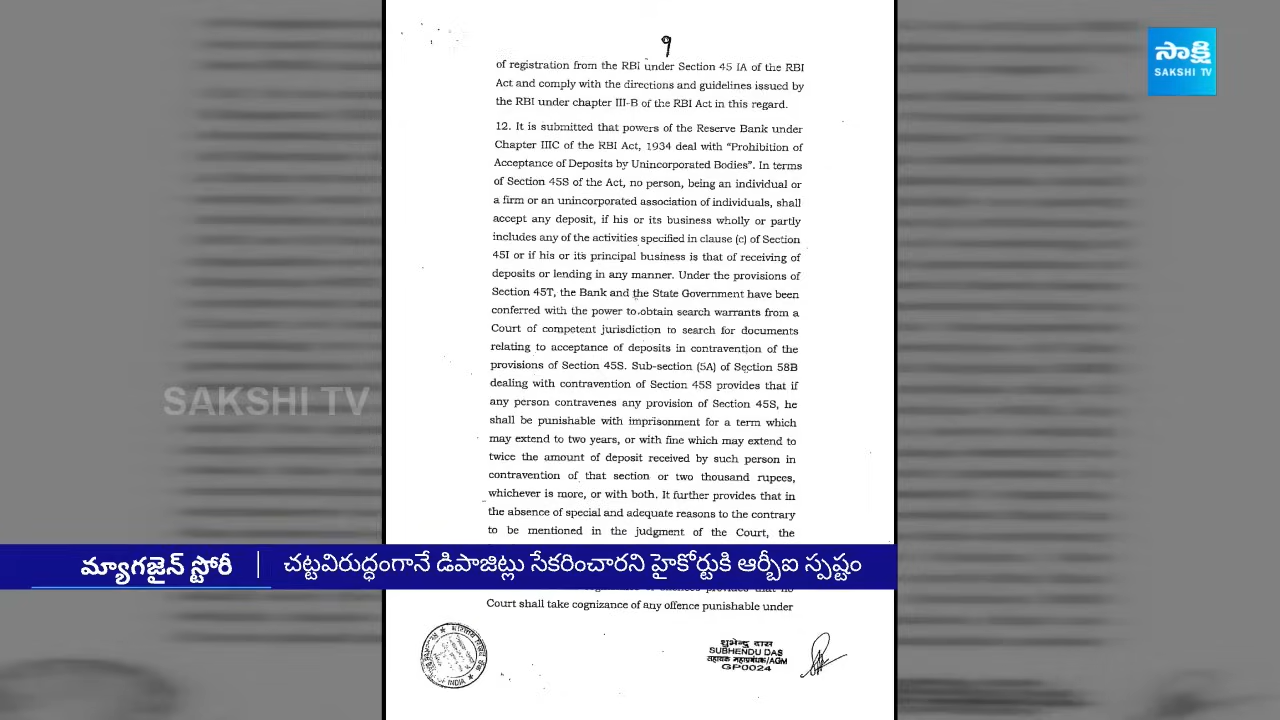 9
of registration from the RBI under Section 45 IA of the RBI
Act and comply with the directions and guidelines issued by
the RBI under chapter III-B of the RBI Act in this regard.
12. It is submitted that powers of the Reserve Bank under
Chapter IIIC of the RBI Act, 1934 deal with “Prohibition of
Acceptance of Deposits by Unincorporated Bodies”. In terms
of Section 45S of the Act, no person, being an individual or
a firm or an unincorporated association of individuals, shall
accept any deposit, if his or its business wholly or partly
includes any of the activities specified in clause (c) of Section
45I or if his or its principal business is that of receiving of
deposits or lending in any manner. Under the provisions of
Section 45T, the Bank and the State Government have been
conferred with the power to obtain search warrants from a
Court of competent jurisdiction to search for documents
relating to acceptance of deposits in contravention of the
provisions of Section 45S. Sub-section (5A) of Section 58B
dealing with contravention of Section 45S provides that if
any person contravenes any provision of Section 45S, he
shall be punishable with imprisonment for a term which
may extend to two years, or with fine which may extend to
twice the amount of deposit received by such person in
contravention of that section or two thousand rupees,
whichever is more, or with both. It further provides that in
the absence of special and adequate reasons to the contrary
to be mentioned in the judgment of the Court, the
Court shall take cognizance of any offence punishable under
शुभेन्दु दास
SUBHENDU DAS
सहायक महाप्रबंधक/AGM
GP0024
INDIA
సాక్షి
SAKSHI TV
SAKSHI TV
మ్యాగజైన్ స్టోరీ
చట్టవిరుద్ధంగానే డిపాజిట్లు సేకరించారని హైకోర్టుకి ఆర్బీఐ స్పష్టం